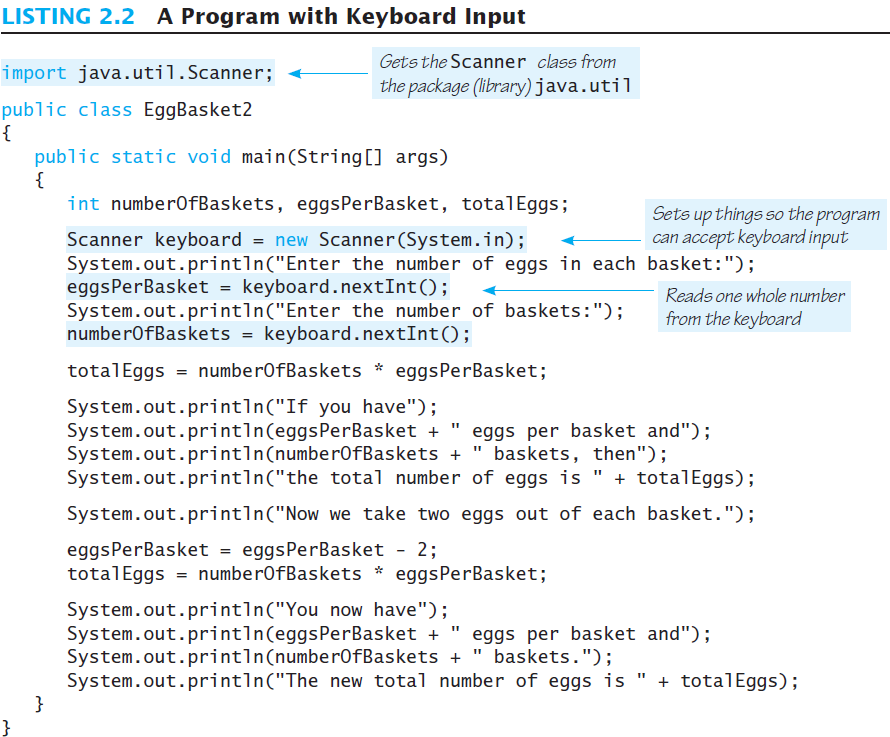 LISTING 2.2 A Program with Keyboard Input
import java.util.Scanner;
Gets the Scanner class from
the package (library) java.util
public class EggBasket2
{
public static void main(String[] args)
{
int numberOfBaskets, eggsPerBasket, totalEggs;
Scanner keyboard = new Scanner(System.in);
Sets up things so the program
can accept keyboard input
System.out.println("Enter the number of eggs in each basket:");
eggsPerBasket = keyboard.nextInt();
Reads one whole number
from the keyboard
System.out.println("Enter the number of baskets:");
numberOfBaskets = keyboard.nextInt();
totalEggs = numberOfBaskets * eggsPerBasket;
System.out.println("If you have");
System.out.println(eggsPerBasket + " eggs per basket and");
System.out.println(numberOfBaskets + " baskets, then");
System.out.println("the total number of eggs is " + totalEggs);
System.out.println("Now we take two eggs out of each basket.");
eggsPerBasket = eggsPerBasket - 2;
totalEggs = numberOfBaskets * eggsPerBasket;
System.out.println("You now have");
System.out.println(eggsPerBasket + " eggs per basket and");
System.out.println(numberOfBaskets + " baskets.");
System.out.println("The new total number of eggs is " + totalEggs);
}
}